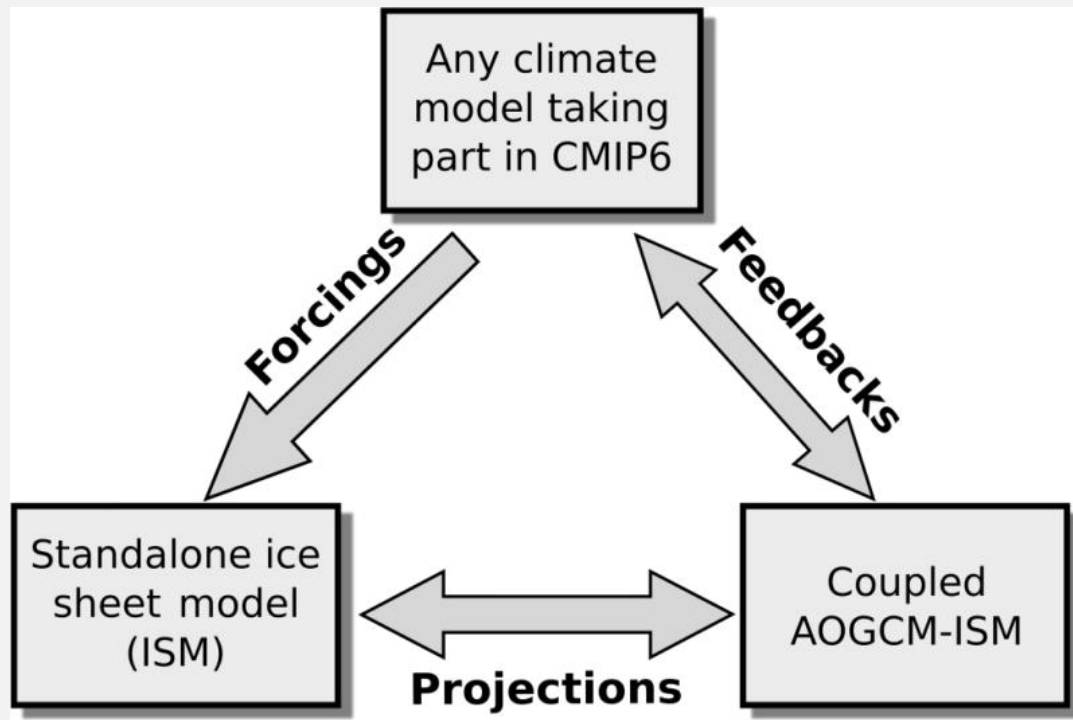 Any climate
model taking
part in CMIP6
Forcings
Feedbacks
Standalone ice
sheet model
(ISM)
Coupled
AOGCM-ISM
Projections